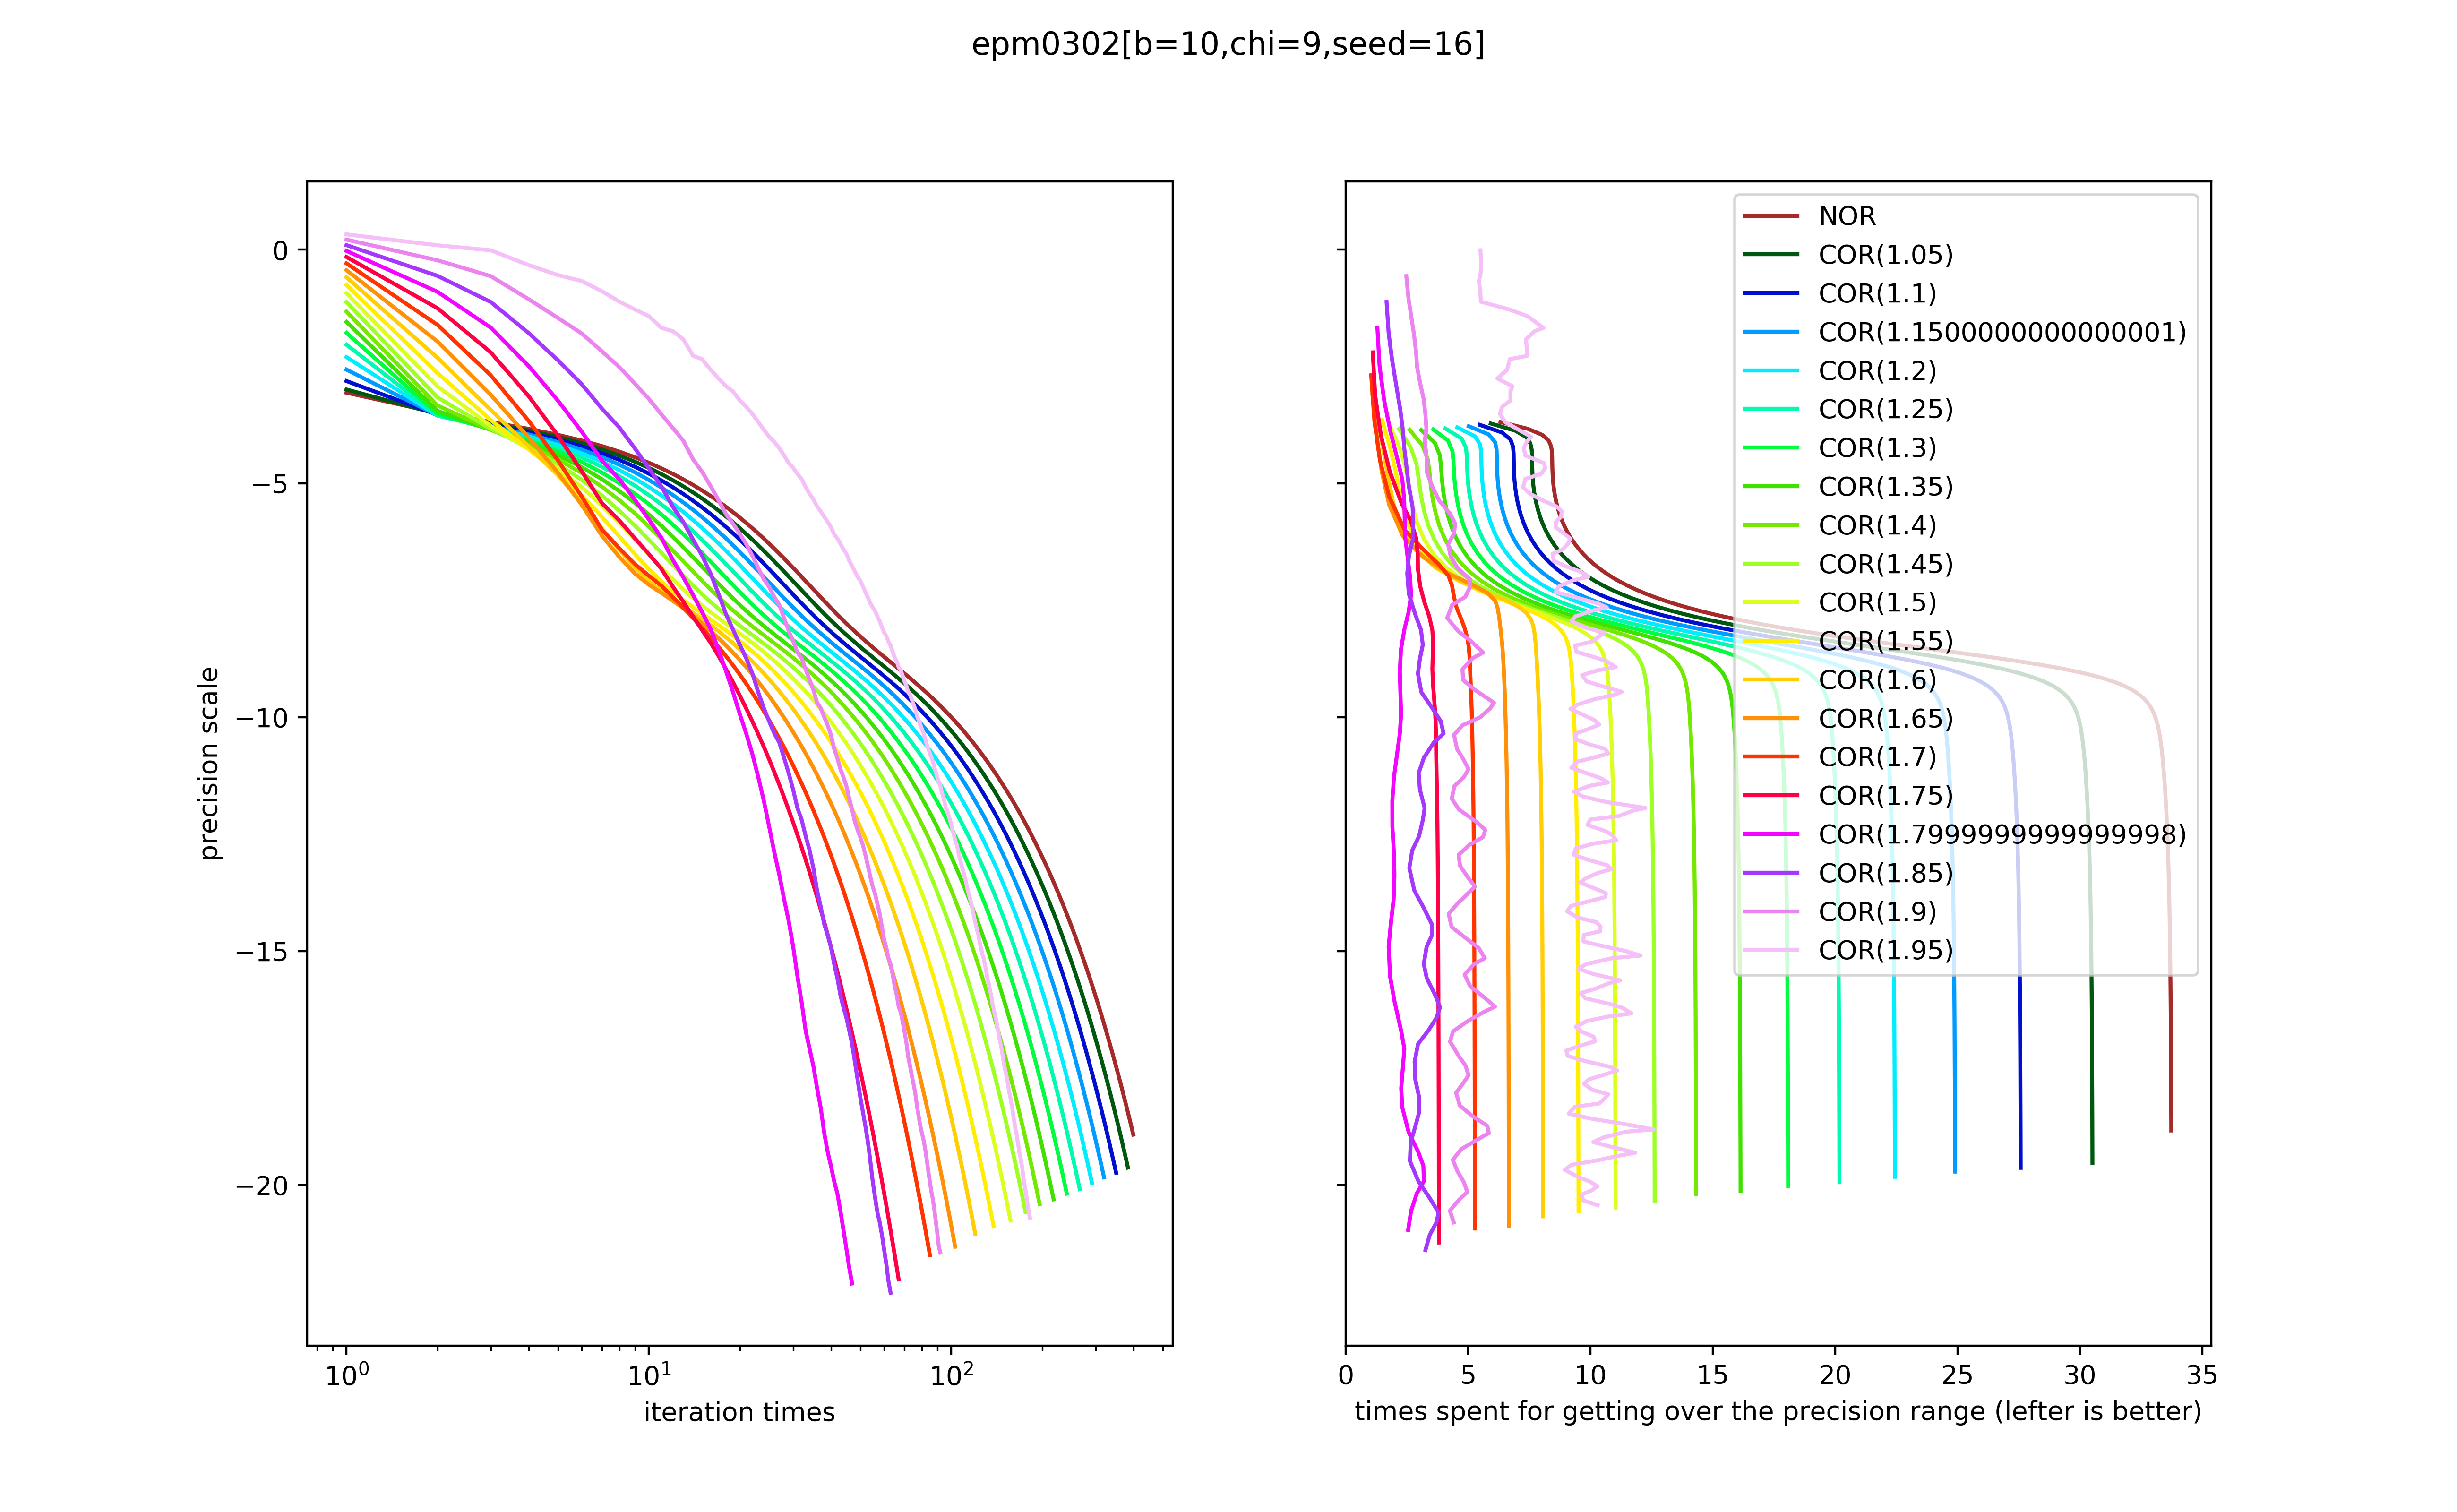 epm0302[b=10,chi=9,seed=16]
precision scale
0
−5
−10
−15
−20
10⁰
10¹
10²
iteration times
NOR
COR(1.05)
COR(1.1)
COR(1.1500000000000001)
COR(1.2)
COR(1.25)
COR(1.3)
COR(1.35)
COR(1.4)
COR(1.45)
COR(1.5)
COR(1.55)
COR(1.6)
COR(1.65)
COR(1.7)
COR(1.75)
COR(1.7999999999999998)
COR(1.85)
COR(1.9)
COR(1.95)
0
5
10
15
20
25
30
35
times spent for getting over the precision range (lefter is better)